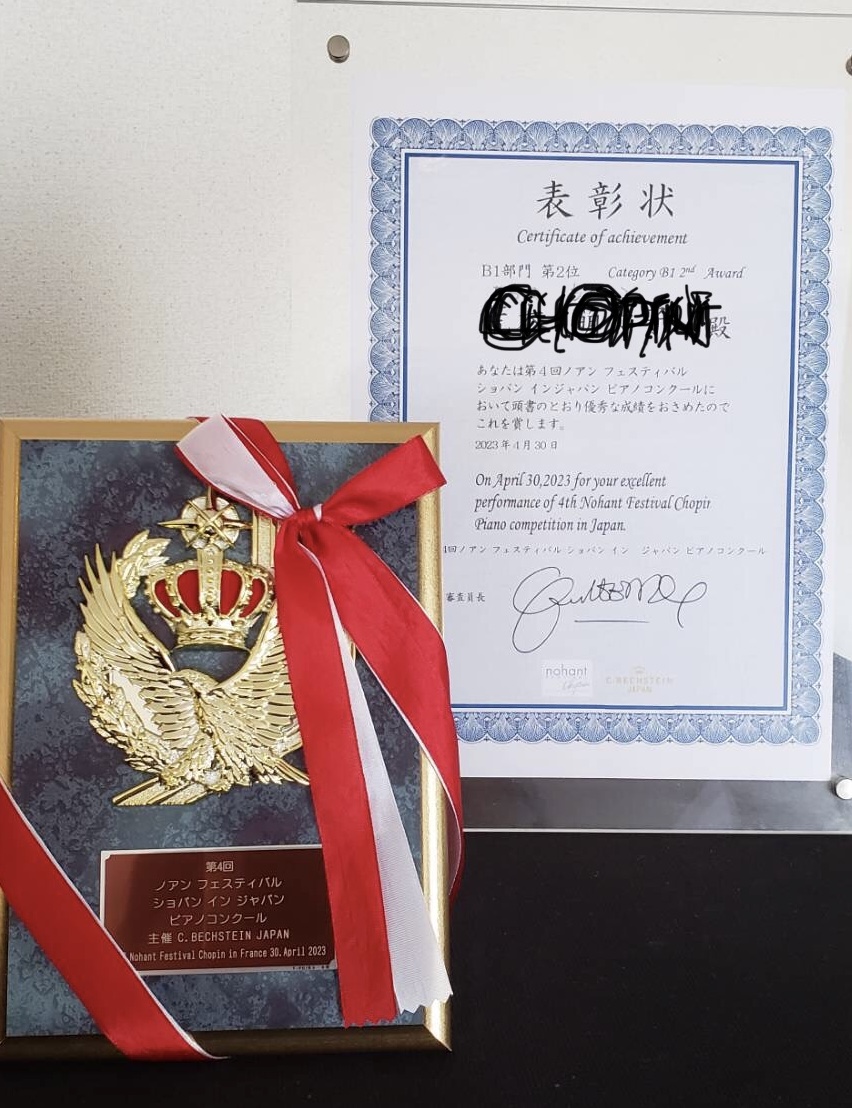 表彰状
Certificate of achievement
B1部門 第2位 Category B1 2nd Award
CHOPIN 殿
あなたは第4回ノアン フェスティバル
ショパン インジャパン ピアノコンクールに
おいて頭書のとおり優秀な成績をおさめたので
これを賞します。
2023年4月30日
On April 30,2023 for your excellent
performance of 4th Nohant Festival Chopin
Piano competition in Japan.
4回ノアン フェスティバル ショパン イン ジャパン ピアノコンクール
審査員長
nohant
C.BECHSTEIN
JAPAN
第4回
ノアン フェスティバル
ショパン イン ジャパン
ピアノコンクール
主催 C.BECHSTEIN JAPAN
Nohant Festival Chopin in France 30.April 2023